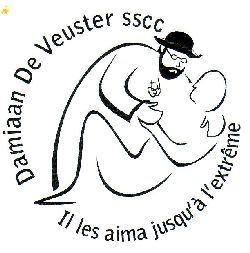 Damiaan De Veuster sscc
Il les aima jusqu'à l'extrême